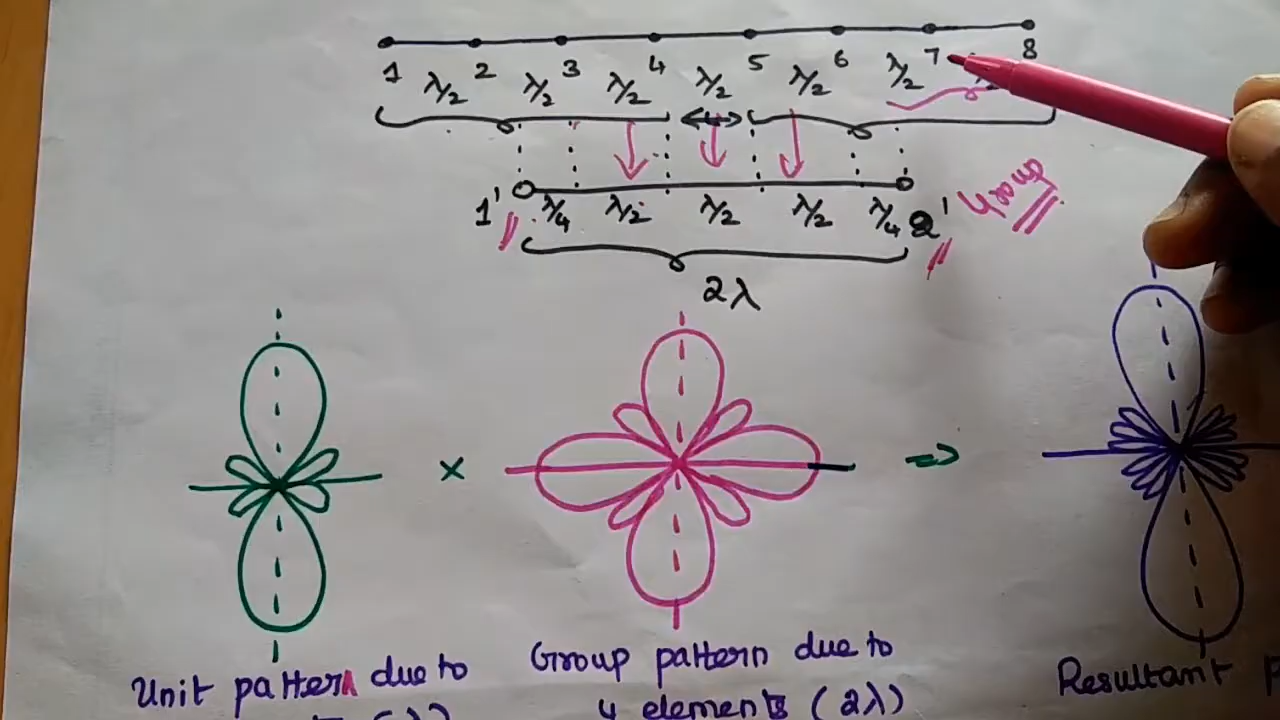 1 2 3 4 5 6 7 8
λ/2 λ/2 λ/2 λ/2 λ/2 λ/2
1' λ/4 λ/2 λ/2 λ/2 λ/4 2'
2λ
× ⇒
Unit pattern due to
(λ)
Group pattern due to
4 elements (2λ)
Resultant